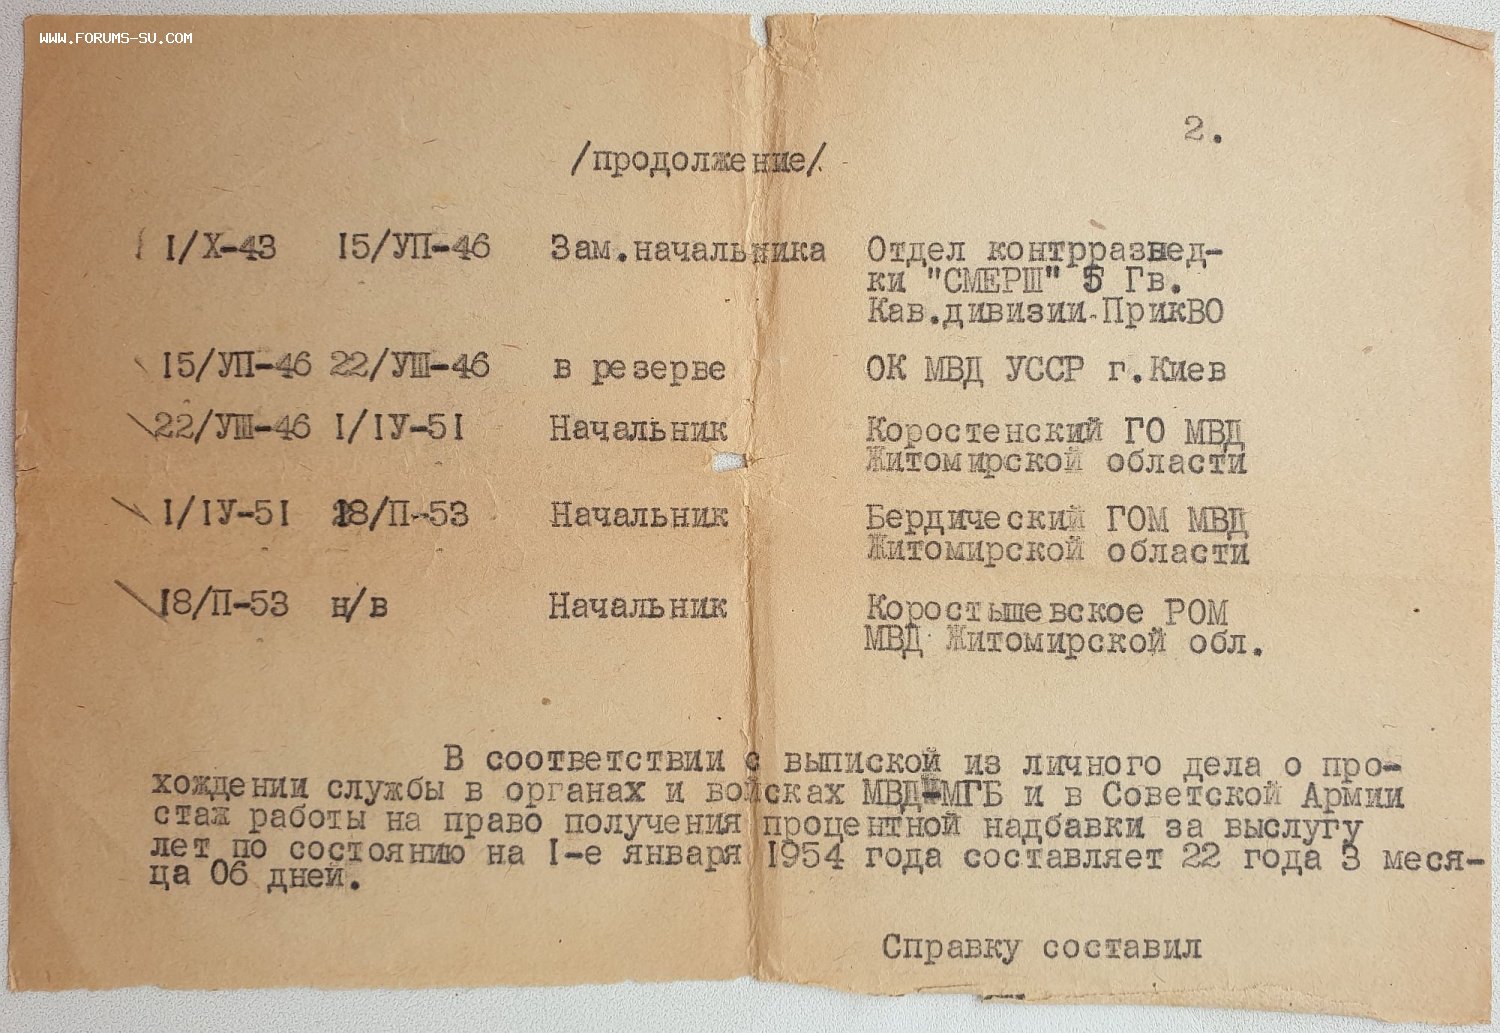 WWW.FORUMS-SU.COM
2.
/продолжение/.
I/X-43 I5/УП-46 Зам.начальника Отдел контрразвед-
ки "СМЕРШ" 5 Гв.
Кав.дивизии.ПрикВО
I5/УП-46 22/УШ-46 в резерве ОК МВД УССР г.Киев
22/УШ-46 I/IУ-5I Начальник Коростенский ГО МВД
Житомирской области
I/IУ-5I I8/П-53 Начальник Бердический ГОМ МВД
Житомирской области
I8/П-53 н/в Начальник Коростышевское РОМ
МВД Житомирской обл.
В соответствии с выпиской из личного дела о про-
хождении службы в органах и войсках МВД-МГБ и в Советской Армии
стаж работы на право получения процентной надбавки за выслугу
лет по состоянию на I-е января 1954 года составляет 22 года 3 меся-
ца 06 дней.
Справку составил